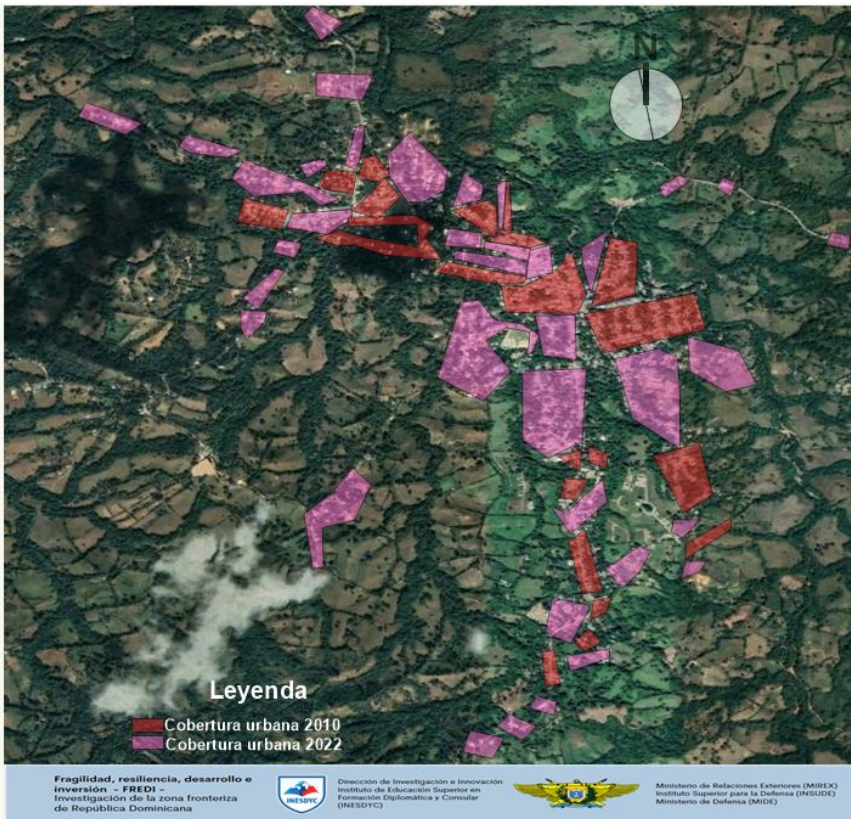 N
Leyenda
Cobertura urbana 2010
Cobertura urbana 2022
Fragilidad, resiliencia, desarrollo e
inversión - FREDI -
Investigación de la zona fronteriza
de República Dominicana
INESDYC
Dirección de Investigación e Innovación
Instituto de Educación Superior en
Formación Diplomática y Consular
(INESDYC)
Ministerio de Relaciones Exteriores (MIREX)
Instituto Superior para la Defensa (INSUDE)
Ministerio de Defensa (MIDE)